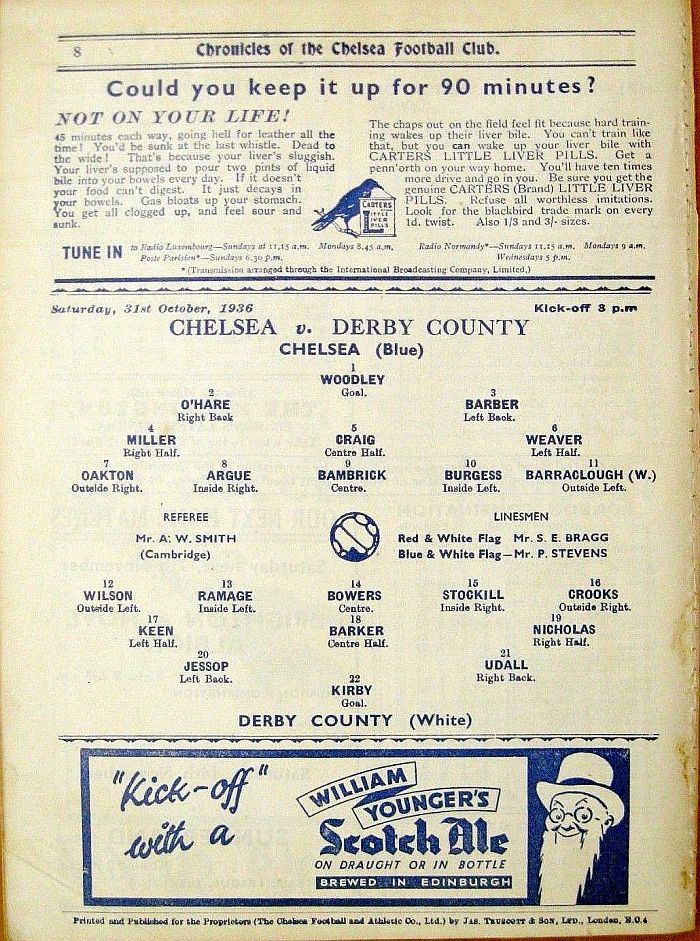 8
Chronicles of the Chelsea Football Club.
Could you keep it up for 90 minutes?
NOT ON YOUR LIFE!
45 minutes each way, going hell for leather all the
time! You'd be sunk at the last whistle. Dead to
the wide! That's because your liver's sluggish.
Your liver's supposed to pour two pints of liquid
bile into your bowels every day. If it doesn't
your food can't digest. It just decays in
your bowels. Gas bloats up your stomach.
You get all clogged up, and feel sour and
sunk.
The chaps out on the field feel fit because hard train-
ing wakes up their liver bile. You can't train like
that, but you can wake up your liver bile with
CARTERS LITTLE LIVER PILLS. Get a
penn'orth on your way home. You'll have ten times
more drive and go in you. Be sure you get the
genuine CARTERS (Brand) LITTLE LIVER
PILLS. Refuse all worthless imitations.
Look for the blackbird trade mark on every
1d. twist. Also 1/3 and 3/- sizes.
CARTERS
LITTLE
LIVER
PILLS
TUNE IN to Radio Luxembourg—Sundays at 11.15 a.m. Mondays 8.45 a.m. Radio Normandy*—Sundays 11.15 a.m. Mondays 9 a.m.
Poste Parisien*—Sundays 6.30 p.m. Wednesdays 5 p.m.
*(Transmission arranged through the International Broadcasting Company, Limited.)
Saturday, 31st October, 1936 Kick-off 3 p.m
CHELSEA v. DERBY COUNTY
CHELSEA (Blue)
1
WOODLEY
Goal.
2 3
O'HARE BARBER
Right Back Left Back.
4 5 6
MILLER CRAIG WEAVER
Right Half. Centre Half. Left Half.
7 8 9 10 11
OAKTON ARGUE BAMBRICK BURGESS BARRACLOUGH (W.)
Outside Right. Inside Right. Centre. Inside Left. Outside Left.
REFEREE LINESMEN
Mr. A. W. SMITH Red & White Flag Mr. S. E. BRAGG
(Cambridge) Blue & White Flag—Mr. P. STEVENS
12 13 14 15 16
WILSON RAMAGE BOWERS STOCKILL CROOKS
Outside Left. Inside Left. Centre. Inside Right. Outside Right.
17 18 19
KEEN BARKER NICHOLAS
Left Half. Centre Half. Right Half.
20 21
JESSOP UDALL
Left Back. Right Back.
22
KIRBY
Goal.
DERBY COUNTY (White)
"Kick-off"
with a
WILLIAM
YOUNGER'S
Scotch Ale
ON DRAUGHT OR IN BOTTLE
BREWED IN EDINBURGH
Printed and Published for the Proprietors (The Chelsea Football and Athletic Co., Ltd.) by JAS. TRUSCOTT & SON, LTD., London, E.C.4